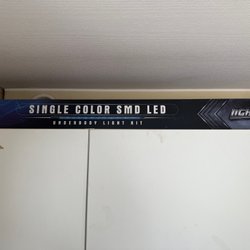 SINGLE COLOR SMD LED
UNDERBODY LIGHT KIT